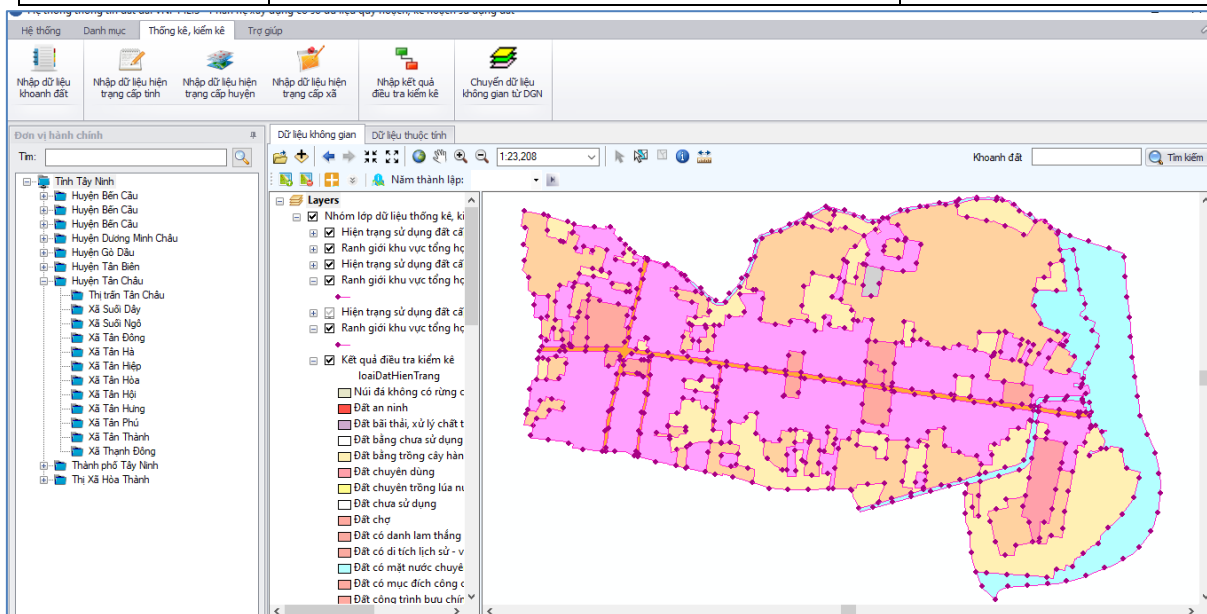 Hệ thống
Danh mục
Thống kê, kiểm kê
Trợ giúp
Nhập dữ liệu khoanh đất
Nhập dữ liệu hiện trạng cấp tỉnh
Nhập dữ liệu hiện trạng cấp huyện
Nhập dữ liệu hiện trạng cấp xã
Nhập kết quả điều tra kiểm kê
Chuyển dữ liệu không gian từ DGN
Đơn vị hành chính
Tìm:
Tỉnh Tây Ninh
Huyện Bến Cầu
Huyện Bến Cầu
Huyện Bến Cầu
Huyện Dương Minh Châu
Huyện Gò Dầu
Huyện Tân Biên
Huyện Tân Châu
Thị trấn Tân Châu
Xã Suối Dây
Xã Suối Ngô
Xã Tân Đông
Xã Tân Hà
Xã Tân Hiệp
Xã Tân Hòa
Xã Tân Hội
Xã Tân Hưng
Xã Tân Phú
Xã Tân Thành
Xã Thạnh Đông
Thành phố Tây Ninh
Thị Xã Hòa Thành
Dữ liệu không gian
Dữ liệu thuộc tính
1:23,208
Khoanh đất
Tìm kiếm
Năm thành lập:
Layers
Nhóm lớp dữ liệu thống kê, ki
Hiện trạng sử dụng đất cấ
Ranh giới khu vực tổng hợ
Hiện trạng sử dụng đất cấ
Ranh giới khu vực tổng hợ
Hiện trạng sử dụng đất cấ
Ranh giới khu vực tổng hợ
Kết quả điều tra kiểm kê
loaiDatHienTrang
Núi đá không có rừng c
Đất an ninh
Đất bãi thải, xử lý chất t
Đất bằng chưa sử dụng
Đất bằng trồng cây hàn
Đất chuyên dùng
Đất chuyên trồng lúa nu
Đất chưa sử dụng
Đất chợ
Đất có danh lam thắng
Đất có di tích lịch sử - v
Đất có mặt nước chuyê
Đất có mục đích công c
Đất công trình bưu chín